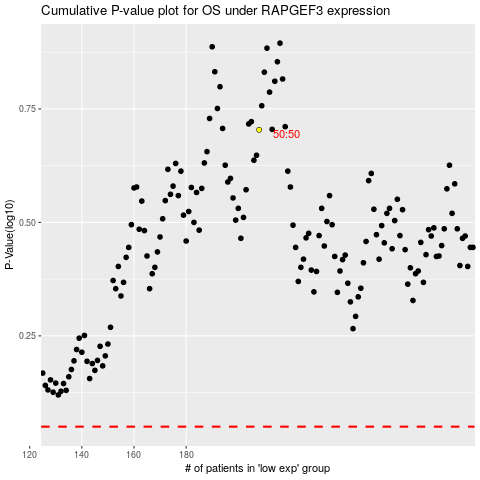 Cumulative P-value plot for OS under RAPGEF3 expression
P-Value(log10)
0.75
0.50
0.25
50:50
120 140 160 180
# of patients in 'low exp' group